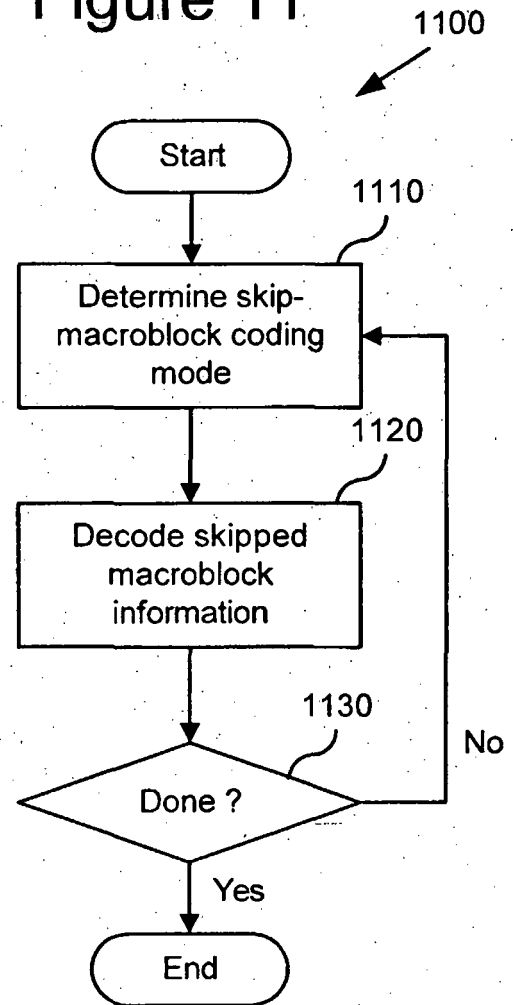 Figure 11
1100
Start
1110
Determine skip-
macroblock coding
mode
1120
Decode skipped
macroblock
information
1130
Done ?
No
Yes
End